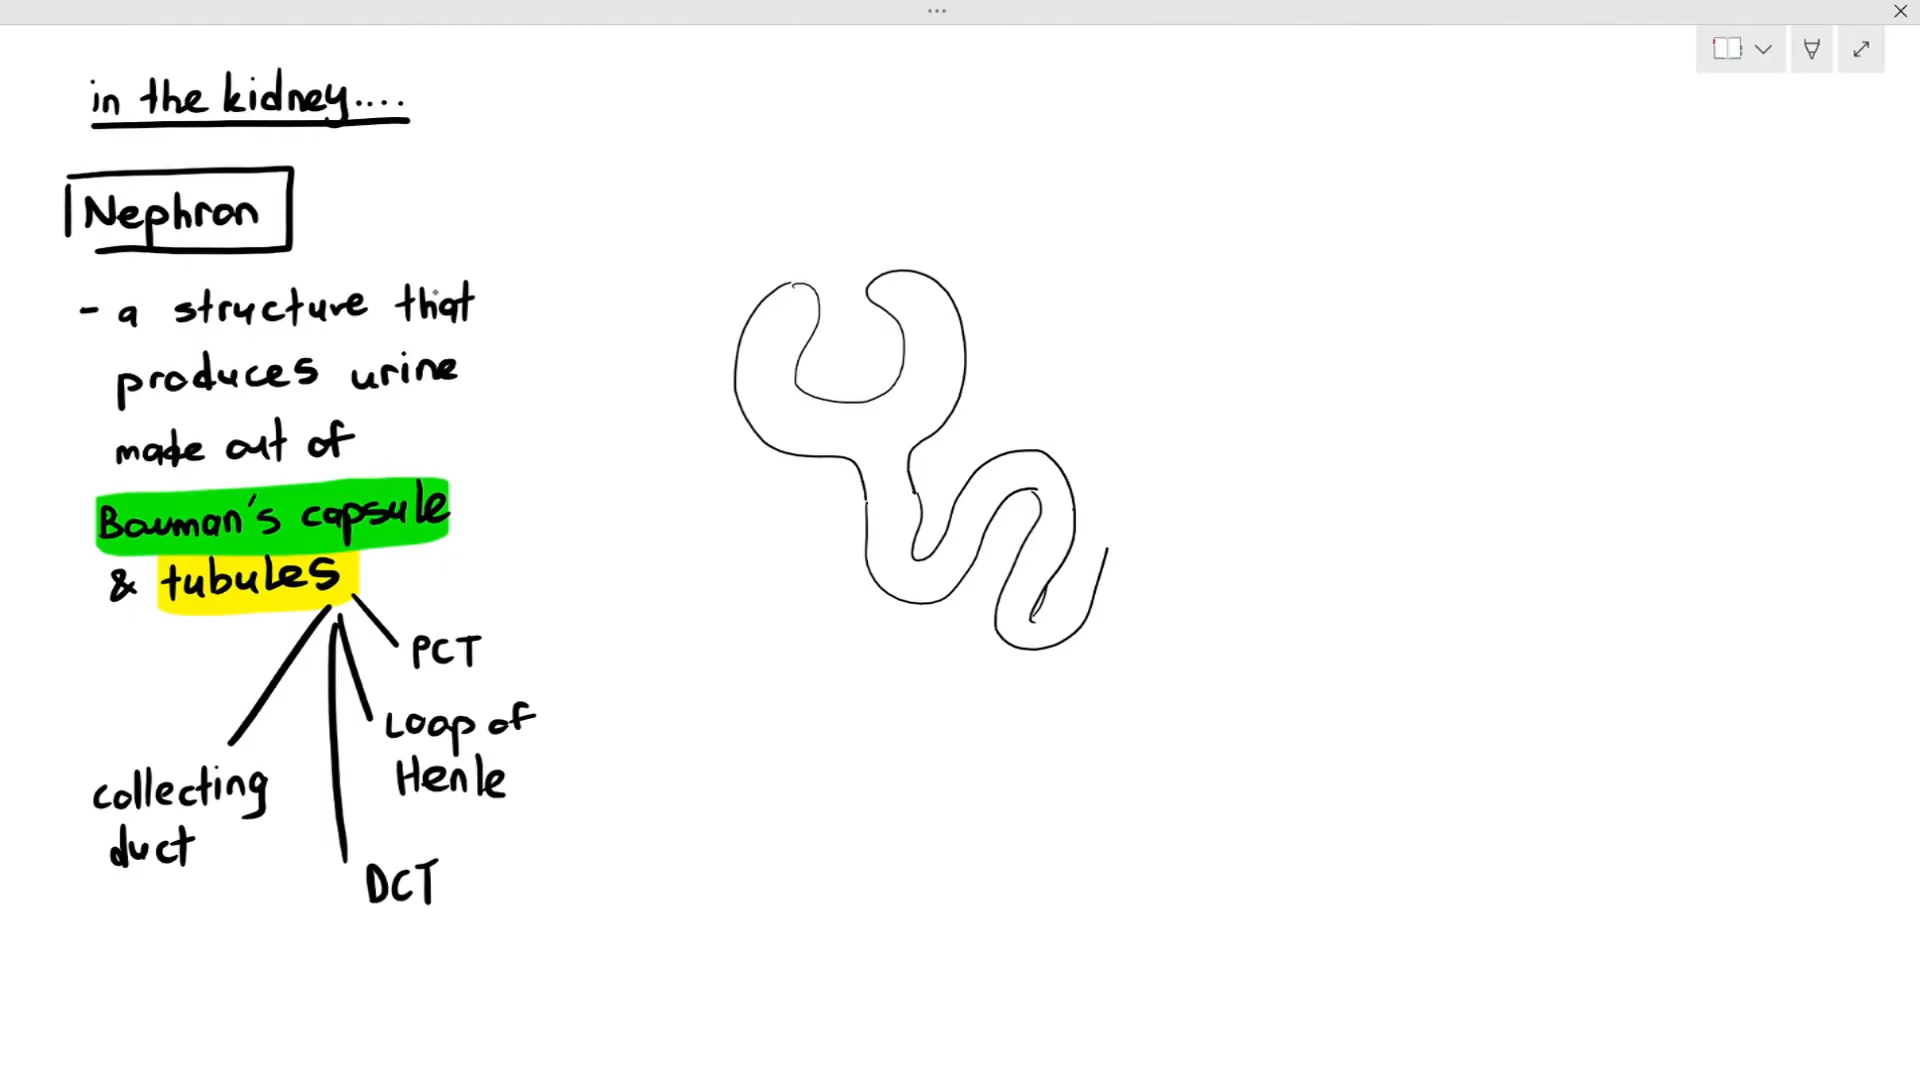 in the kidney....
Nephron
- a structure that
produces urine
made out of
Bowman's capsule
& tubules
PCT
Loop of
Henle
collecting
duct
DCT